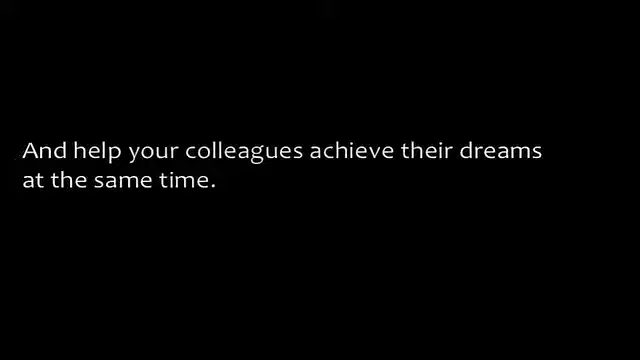 And help your colleagues achieve their dreams
at the same time.